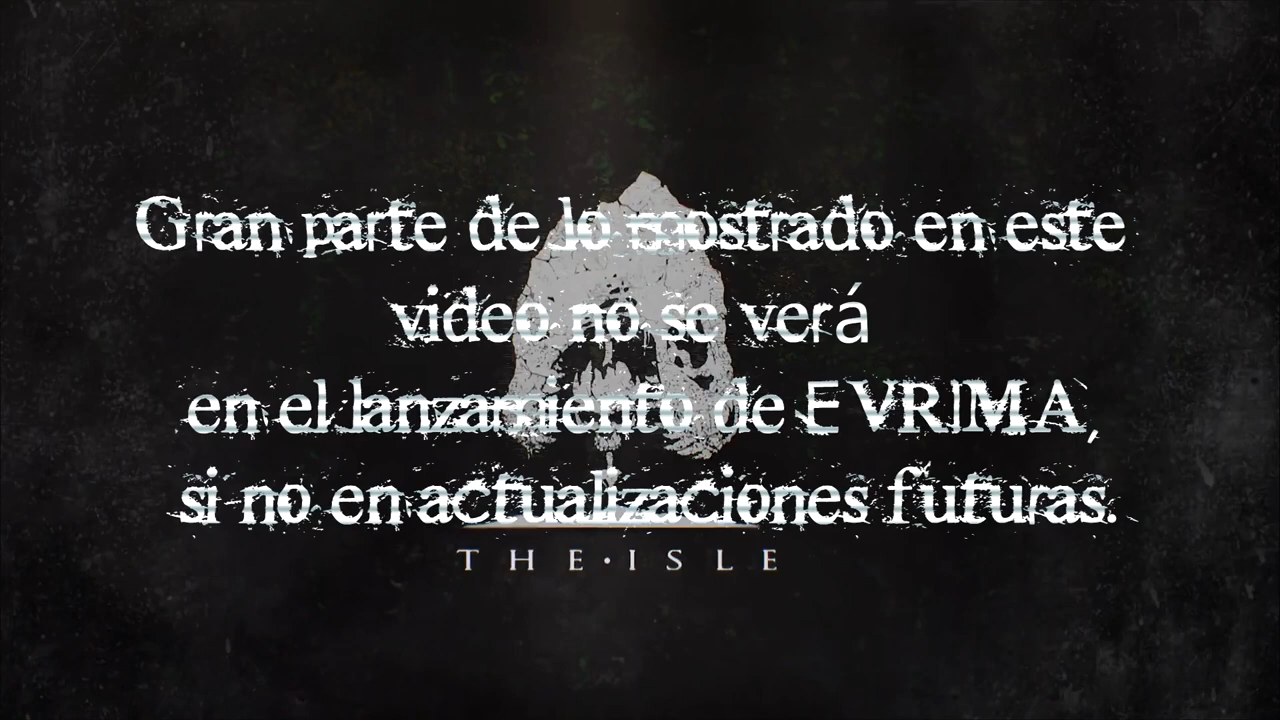 Gran parte de lo mostrado en este
video no se verá
en el lanzamiento de EVRIMA,
si no en actualizaciones futuras.
THE·ISLE